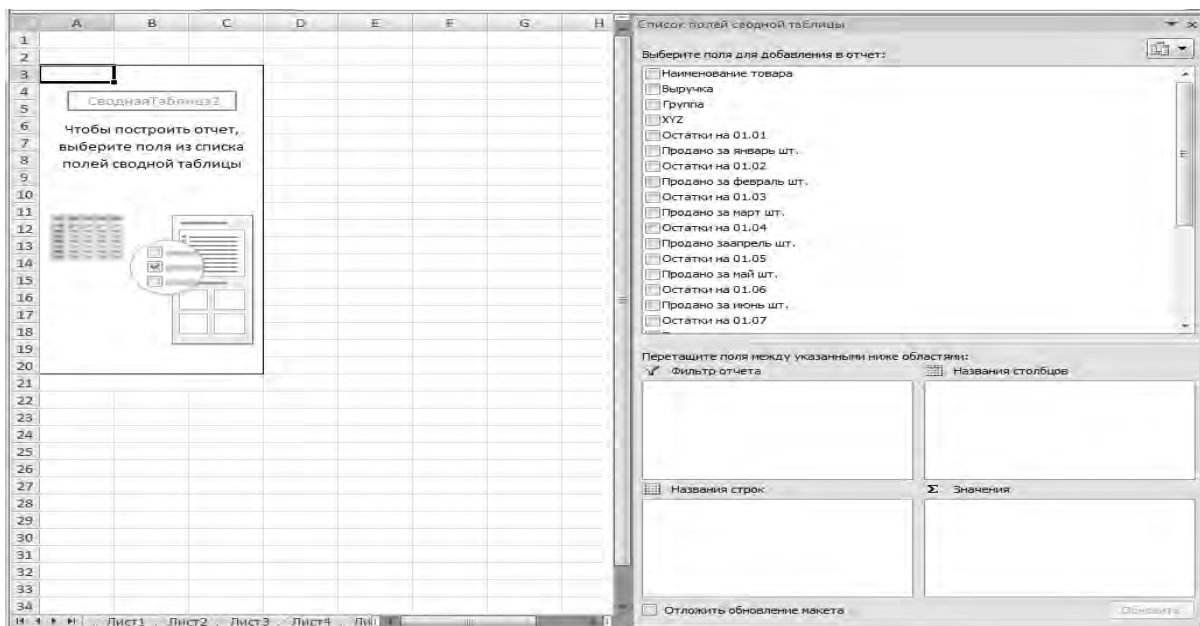 A B C D E F G H
Список полей сводной таблицы
1
2
Выберите поля для добавления в отчет:
3
Наименование товара
4
Выручка
СводнаяТаблица2
5
Группа
6
XYZ
Чтобы построить отчет,
7
Остатки на 01.01
выберите поля из списка
8
Продано за январь шт.
полей сводной таблицы
9
Остатки на 01.02
Продано за февраль шт.
10
Остатки на 01.03
11
Продано за март шт.
12
Остатки на 01.04
13
Продано заапрель шт.
14
Остатки на 01.05
15
Продано за май шт.
16
Остатки на 01.06
17
Продано за июнь шт.
18
Остатки на 01.07
19
20
Перетащите поля между указанными ниже областями:
Фильтр отчета
Названия столбцов
21
22
23
24
25
26
27
Названия строк
Σ Значения
28
29
30
31
32
33
34
Отложить обновление макета
Обновить
Лист1 Лист2 Лист3 Лист4